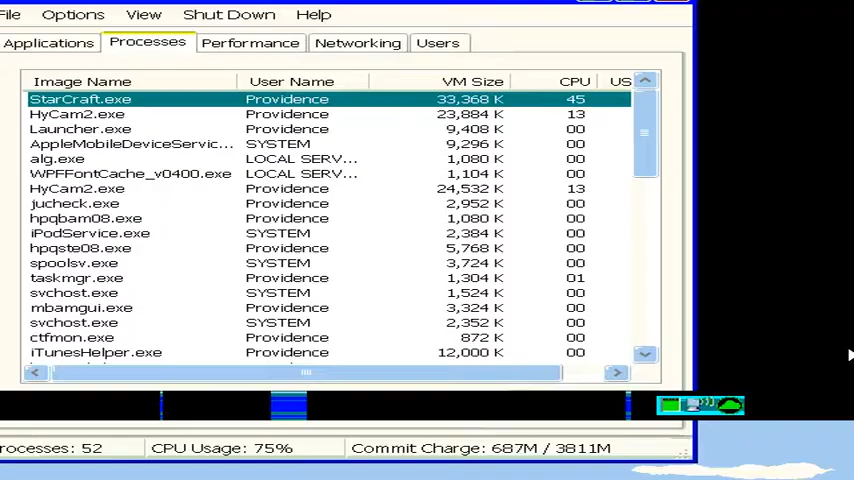 File Options View Shut Down Help
Applications Processes Performance Networking Users
Image Name User Name VM Size CPU US
StarCraft.exe Providence 33,368 K 45
HyCam2.exe Providence 23,884 K 13
Launcher.exe Providence 9,408 K 00
AppleMobileDeviceServic... SYSTEM 9,296 K 00
alg.exe LOCAL SERV... 1,080 K 00
WPFFontCache_v0400.exe LOCAL SERV... 1,104 K 00
HyCam2.exe Providence 24,532 K 13
jucheck.exe Providence 2,952 K 00
hpqbam08.exe Providence 1,080 K 00
iPodService.exe SYSTEM 2,384 K 00
hpqste08.exe Providence 5,768 K 00
spoolsv.exe SYSTEM 3,724 K 00
taskmgr.exe Providence 1,304 K 01
svchost.exe SYSTEM 1,524 K 00
mbamgui.exe Providence 3,324 K 00
svchost.exe SYSTEM 2,352 K 00
ctfmon.exe Providence 872 K 00
iTunesHelper.exe Providence 12,000 K 00
rocesses: 52 CPU Usage: 75% Commit Charge: 687M / 3811M